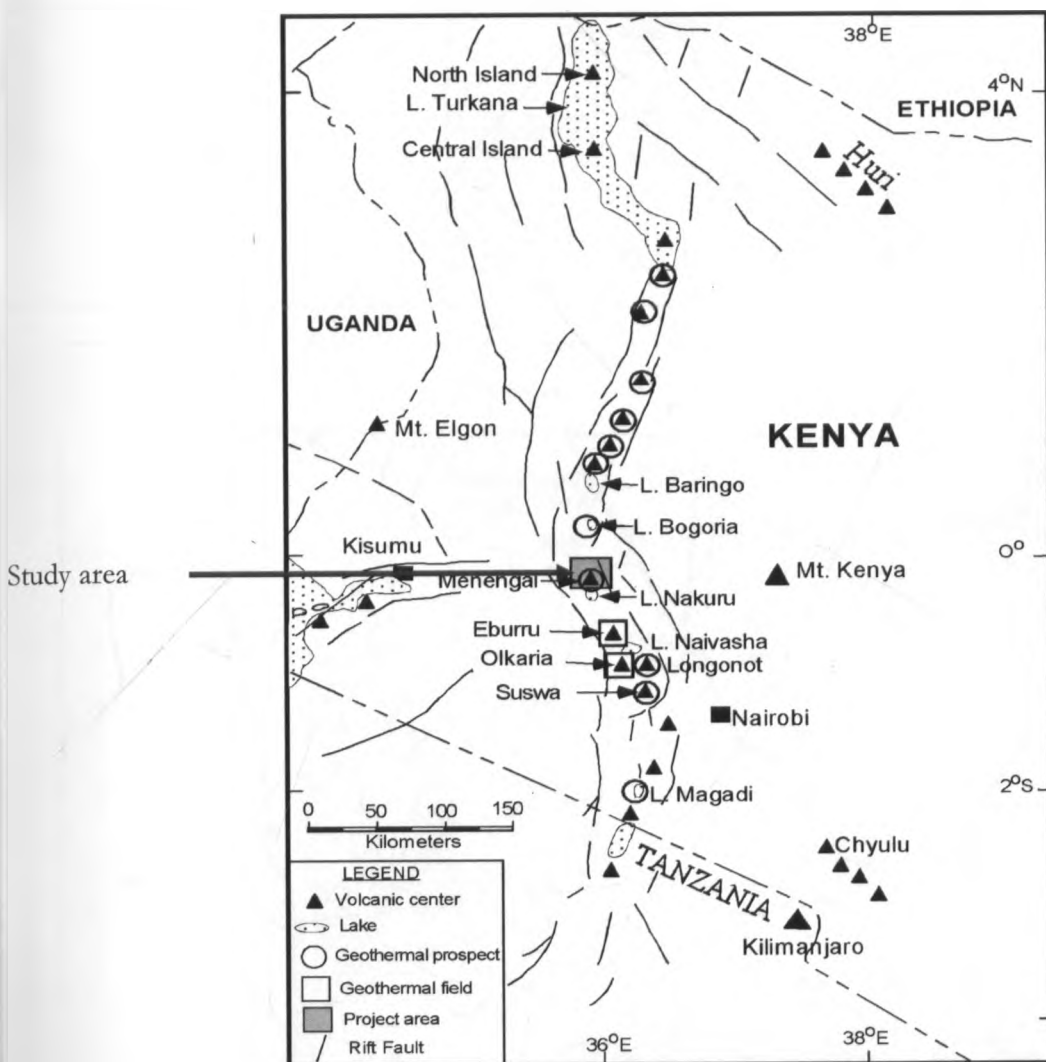 38°E
North Island
4°N
L. Turkana
ETHIOPIA
Central Island
Huri
UGANDA
Mt. Elgon
KENYA
L. Baringo
L. Bogoria
Kisumu
0°
Study area
Menengai
Mt. Kenya
L. Nakuru
Eburru
L. Naivasha
Olkaria
Longonot
Suswa
Nairobi
2°S
L. Magadi
0 50 100 150
Kilometers
Chyulu
TANZANIA
LEGEND
Volcanic center
Lake
Kilimanjaro
Geothermal prospect
Geothermal field
Project area
Rift Fault
36°E
38°E